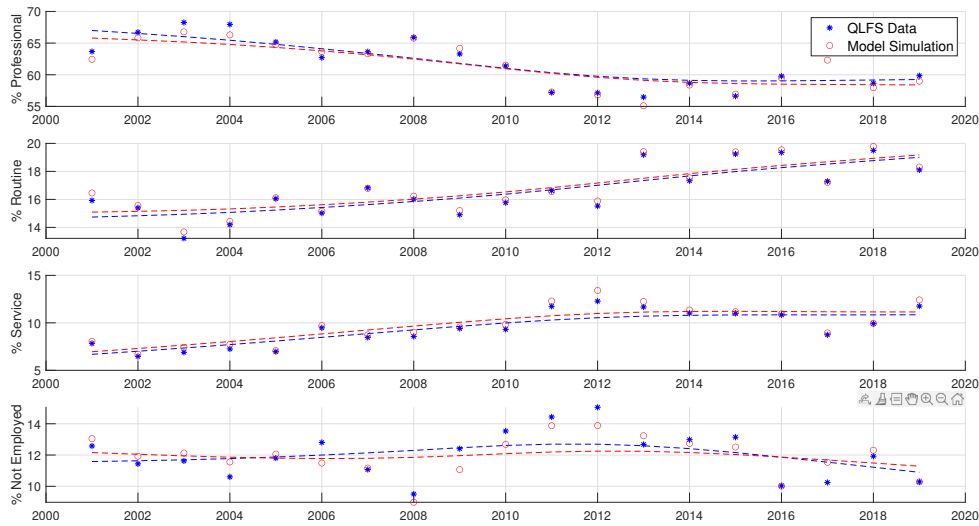 70
65
60
55
% Professional
2000 2002 2004 2006 2008 2010 2012 2014 2016 2018 2020
QLFS Data
Model Simulation
20
18
16
14
% Routine
2000 2002 2004 2006 2008 2010 2012 2014 2016 2018 2020
15
10
5
% Service
2000 2002 2004 2006 2008 2010 2012 2014 2016 2018 2020
14
12
10
% Not Employed
2000 2002 2004 2006 2008 2010 2012 2014 2016 2018 2020